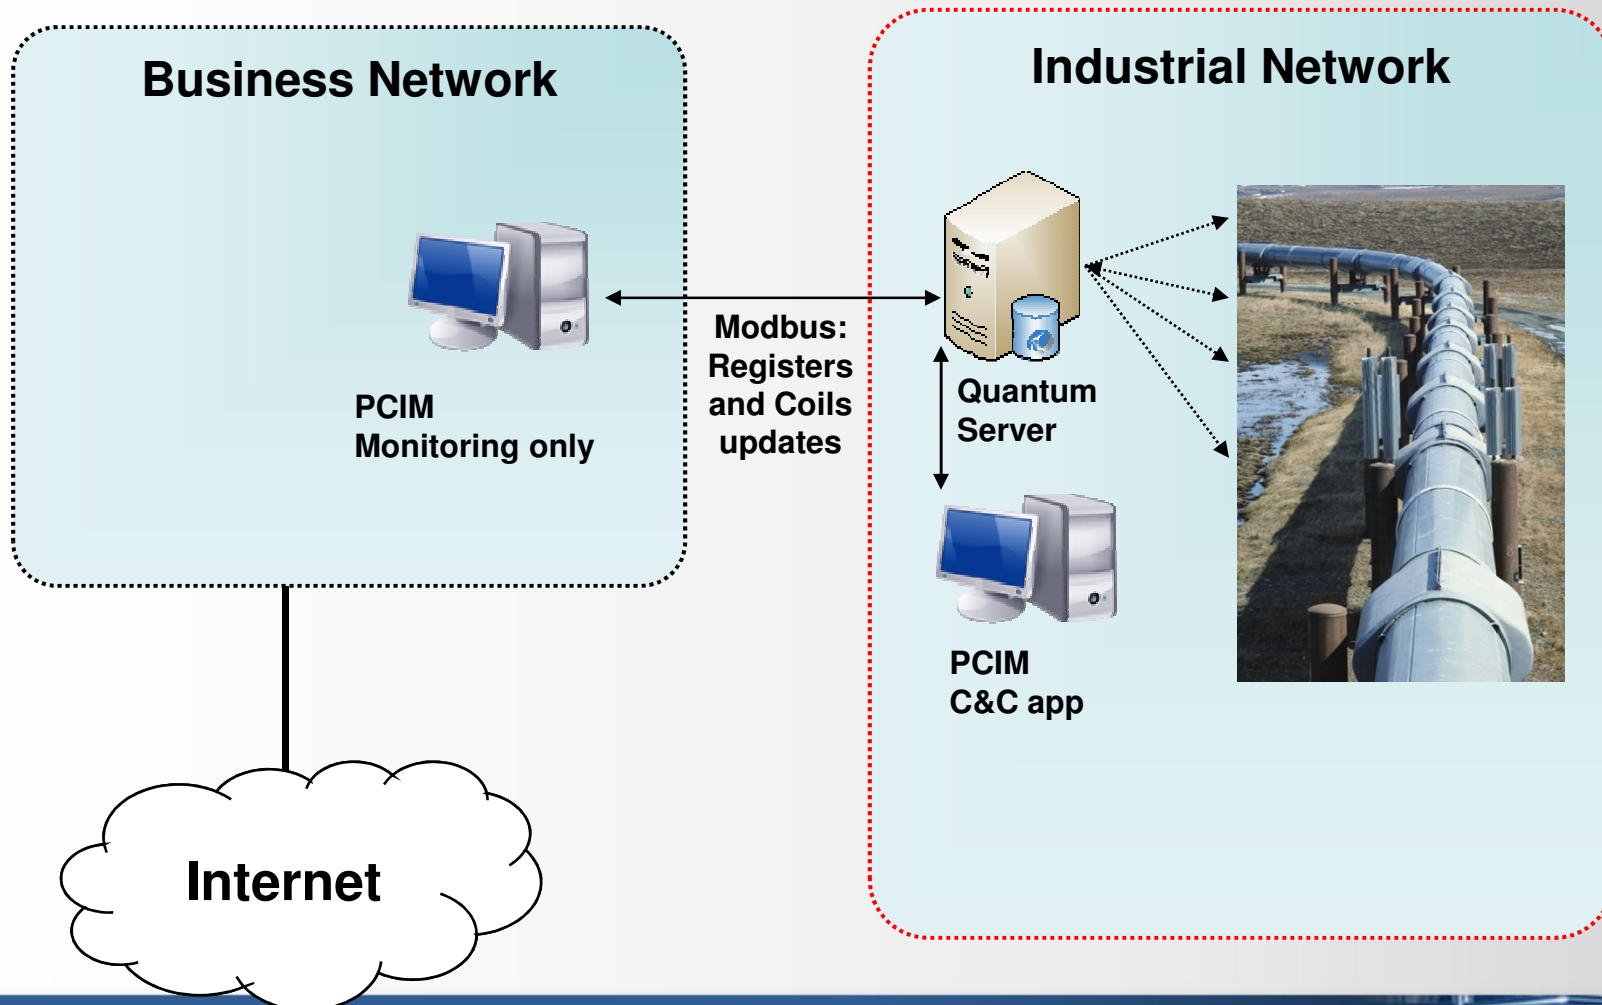 Business Network
Industrial Network
PCIM
Monitoring only
Modbus:
Registers
and Coils
updates
Quantum
Server
PCIM
C&C app
Internet